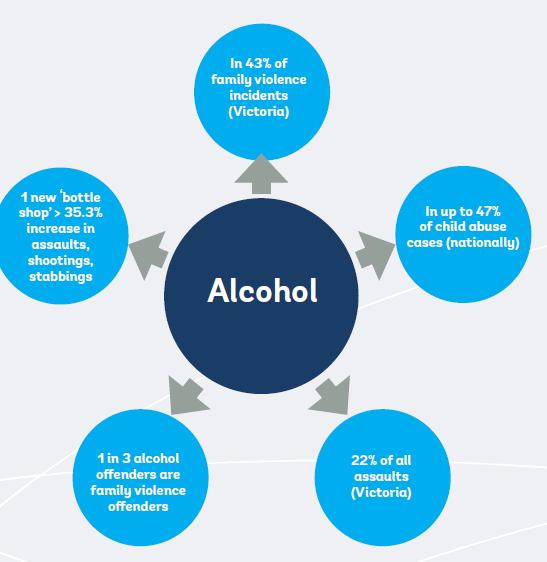 In 43% of
family violence
incidents
(Victoria)
1 new ‘bottle
shop’ > 35.3%
increase in
assaults,
shootings,
stabbings
In up to 47%
of child abuse
cases (nationally)
Alcohol
1 in 3 alcohol
offenders are
family violence
offenders
22% of all
assaults
(Victoria)